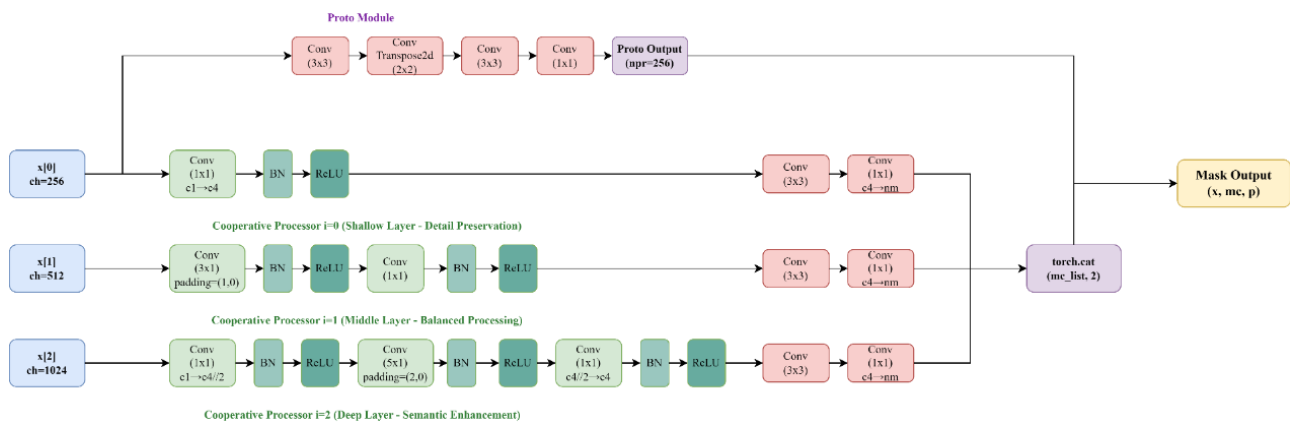 Proto Module
Conv
(3x3)
Conv
Transpose2d
(2x2)
Conv
(3x3)
Conv
(1x1)
Proto Output
(npr=256)
x[0]
ch=256
Conv
(1x1)
c1→c4
BN
ReLU
Conv
(3x3)
Conv
(1x1)
c4→nm
Mask Output
(x, mc, p)
Cooperative Processor i=0 (Shallow Layer - Detail Preservation)
x[1]
ch=512
Conv
(3x1)
padding=(1,0)
BN
ReLU
Conv
(1x1)
BN
ReLU
Conv
(3x3)
Conv
(1x1)
c4→nm
torch.cat
(mc_list, 2)
Cooperative Processor i=1 (Middle Layer - Balanced Processing)
x[2]
ch=1024
Conv
(1x1)
c1→c4//2
BN
ReLU
Conv
(5x1)
padding=(2,0)
BN
ReLU
Conv
(1x1)
c4//2→c4
BN
ReLU
Conv
(3x3)
Conv
(1x1)
c4→nm
Cooperative Processor i=2 (Deep Layer - Semantic Enhancement)